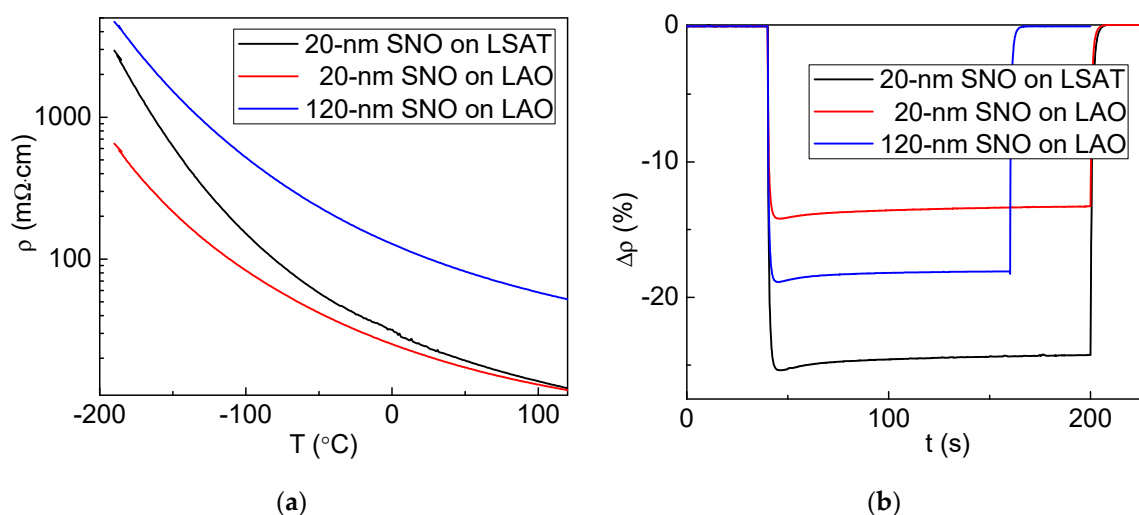 20-nm SNO on LSAT
20-nm SNO on LAO
120-nm SNO on LAO
1000
100
ρ (mΩ·cm)
-200
-100
0
100
T (°C)
(a)
0
-10
-20
Δρ (%)
20-nm SNO on LSAT
20-nm SNO on LAO
120-nm SNO on LAO
0
100
200
t (s)
(b)